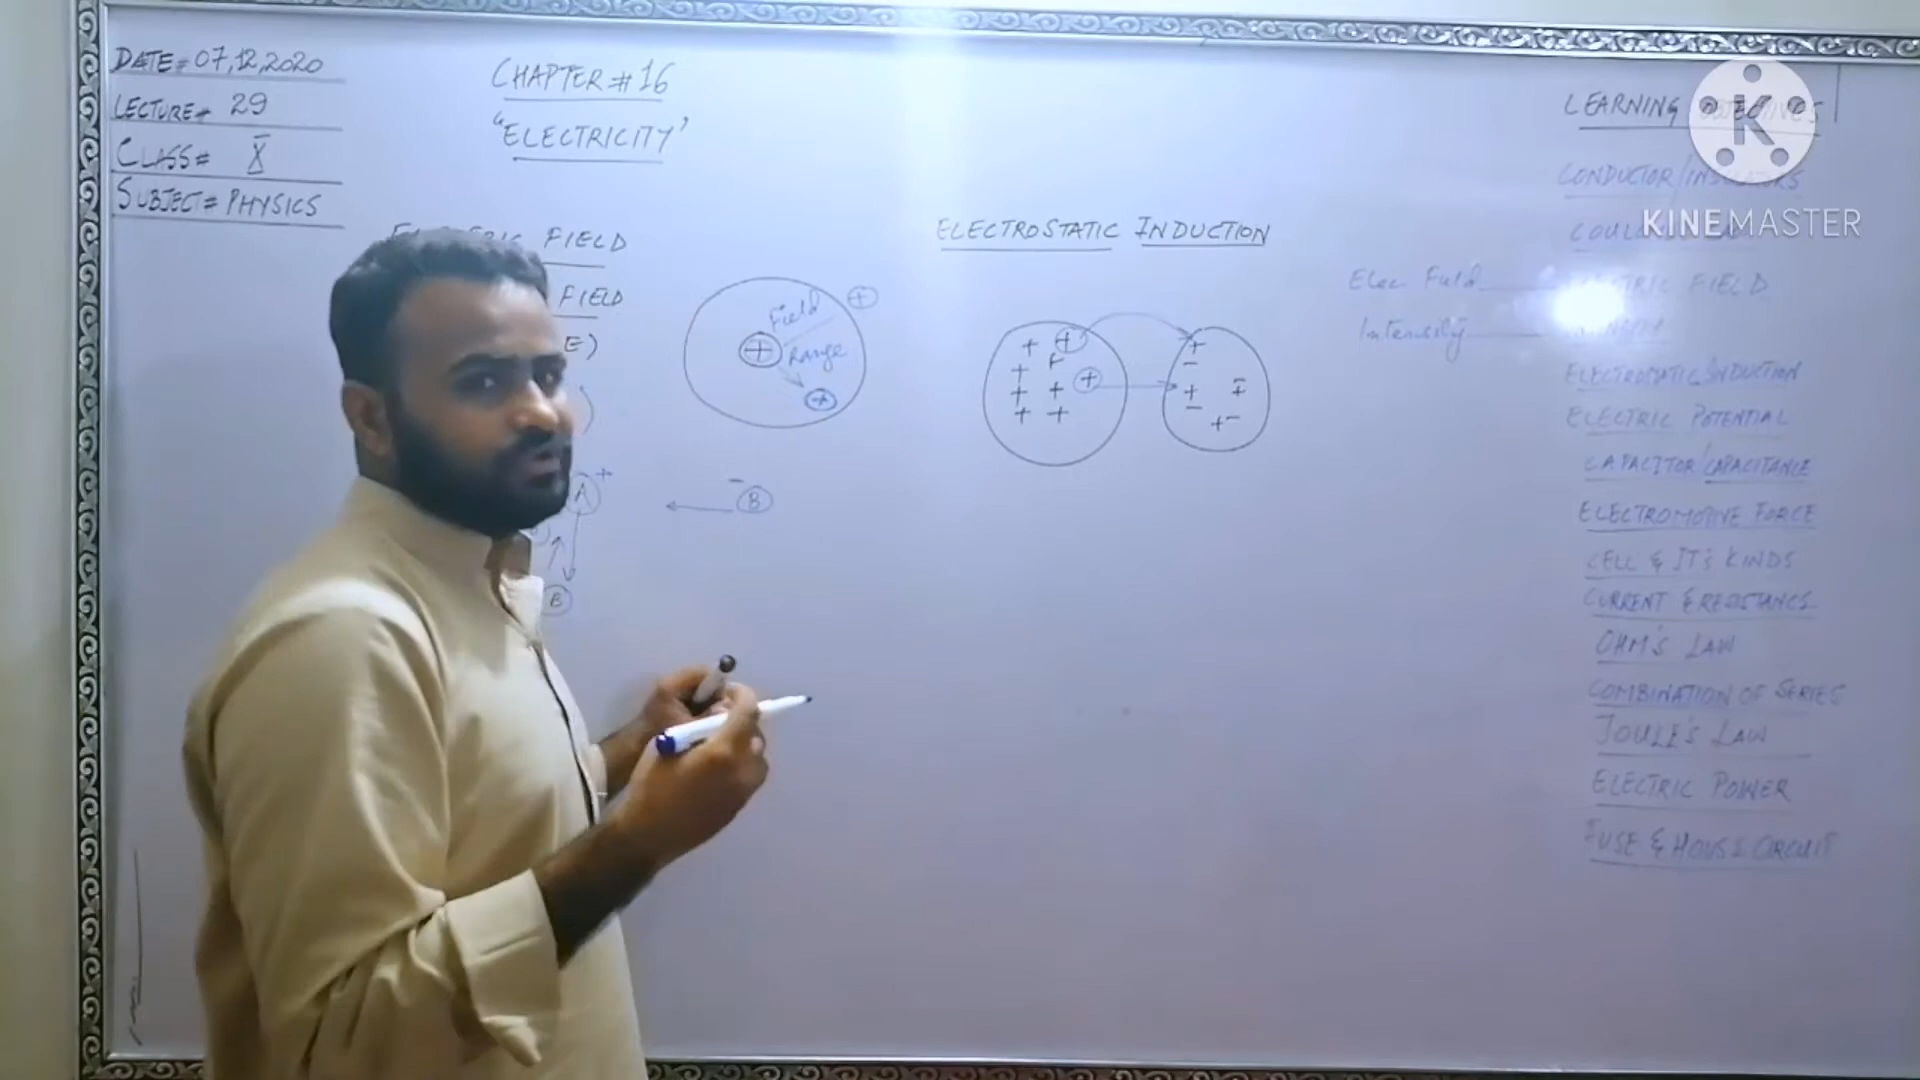 DATE=07,12,2020
LECTURE# 29
CLASS# X
SUBJECT=PHYSICS
CHAPTER#16
"ELECTRICITY"
FIELD
FIELD
E)
Field
Range
+
+
+
A
+
-
B
B
ELECTROSTATIC INDUCTION
Elec Field
Intensity
LEARNING
K
KINEMASTER
CONDUCTOR/
FIELD
ELECTROSTATIC INDUCTION
ELECTRIC POTENTIAL
CAPACITOR/CAPACITANCE
ELECTROMOTIVE FORCE
CELL & IT'S KINDS
CURRENT & RESISTANCE
OHM'S LAW
COMBINATION OF SERIES
JOULE'S LAW
ELECTRIC POWER
FUSE & HOUSE CIRCUIT